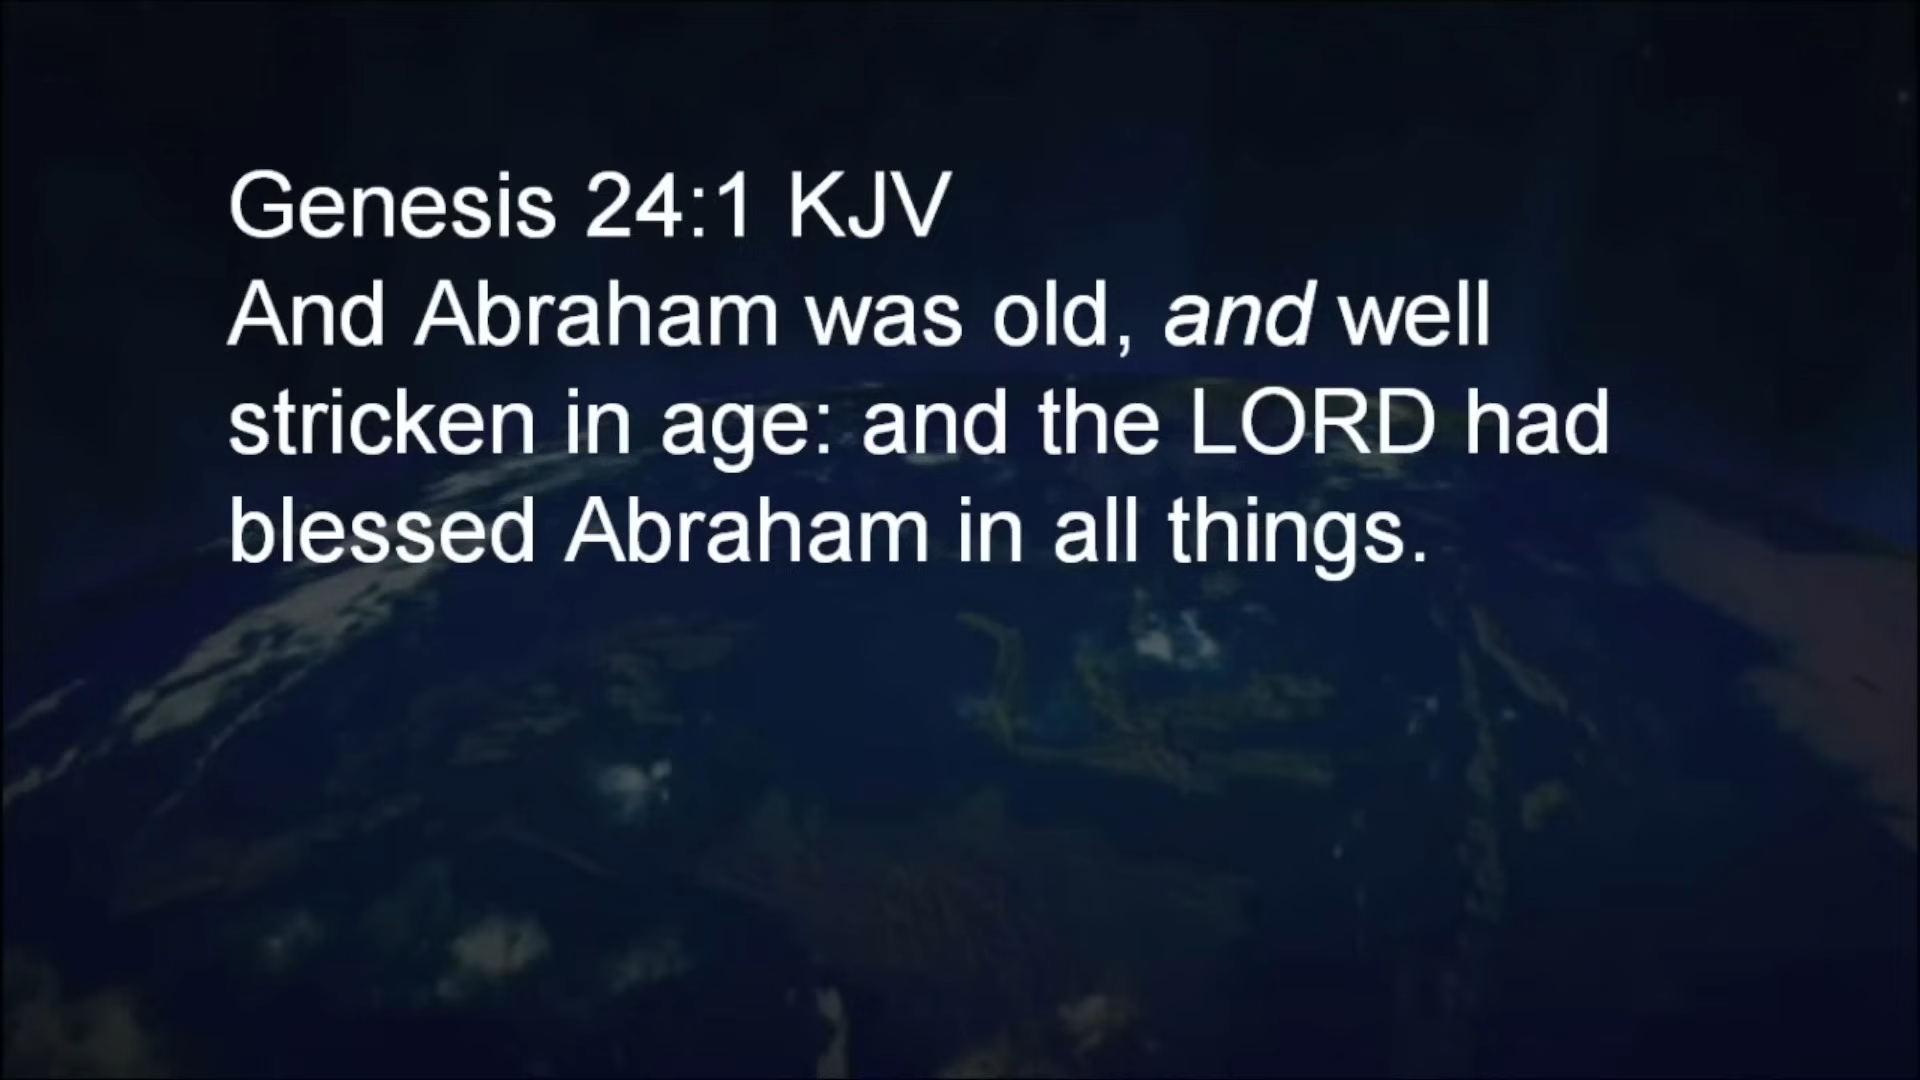 Genesis 24:1 KJV
And Abraham was old, and well
stricken in age: and the LORD had
blessed Abraham in all things.